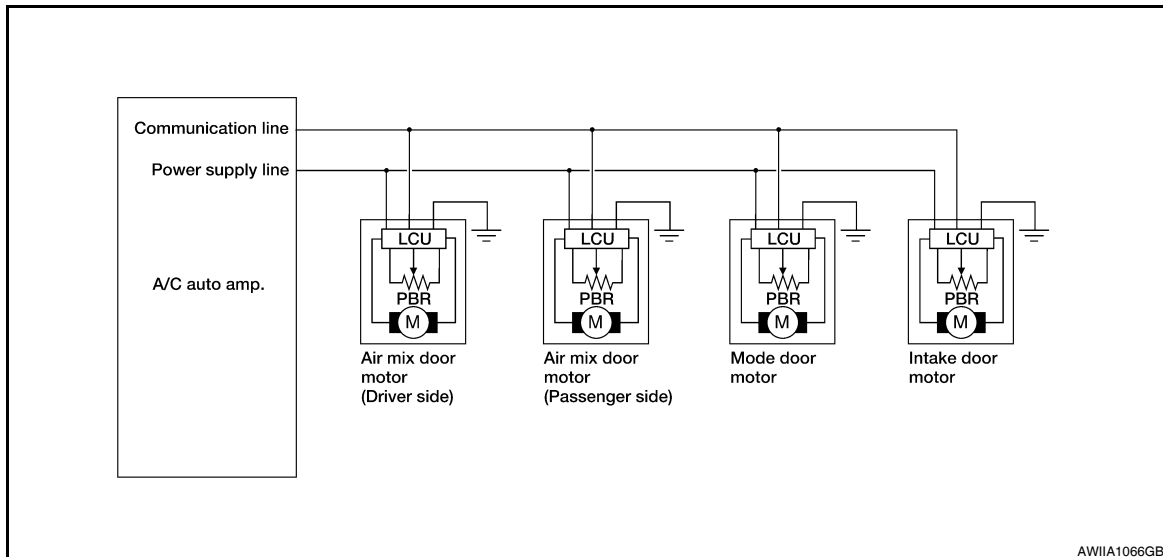 Communication line
Power supply line
A/C auto amp.
LCU
PBR
M
Air mix door
motor
(Driver side)
LCU
PBR
M
Air mix door
motor
(Passenger side)
LCU
PBR
M
Mode door
motor
LCU
PBR
M
Intake door
motor
AWIIA1066GB